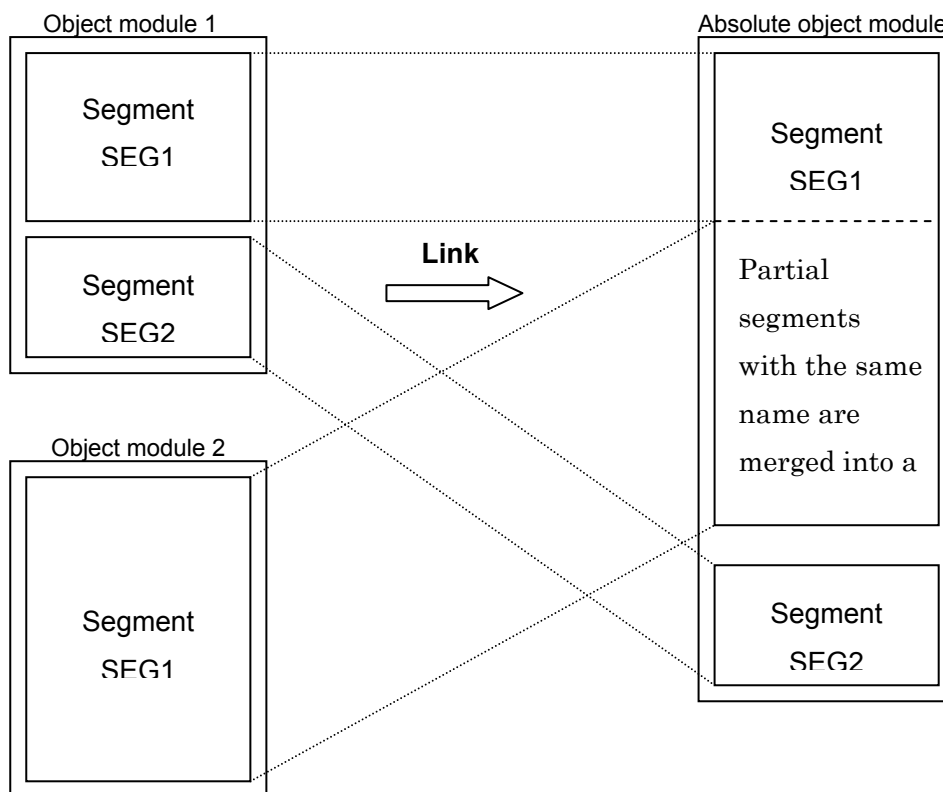 Object module 1
Segment
SEG1
Segment
SEG2
Object module 2
Segment
SEG1
Link
Absolute object module
Segment
SEG1
Partial
segments
with the same
name are
merged into a
Segment
SEG2